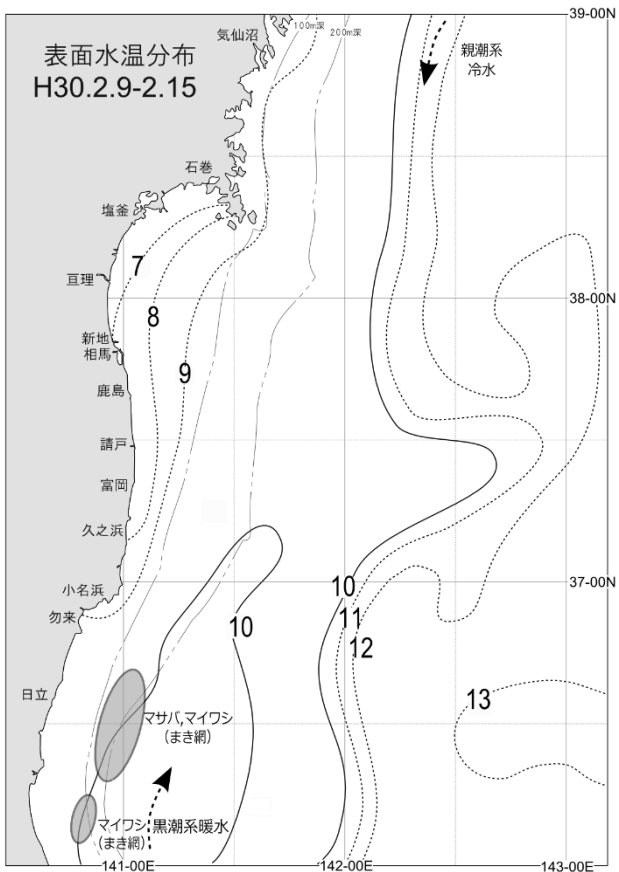 表面水温分布
H30.2.9-2.15
気仙沼
100m深
200m深
39-00N
親潮系
冷水
石巻
塩釜
亘理
7
38-00N
8
新地
相馬
9
鹿島
請戸
富岡
久之浜
小名浜
勿来
10
37-00N
10
11
12
日立
13
マサバ,マイワシ
(まき網)
マイワシ
(まき網)
黒潮系暖水
141-00E
142-00E
143-00E